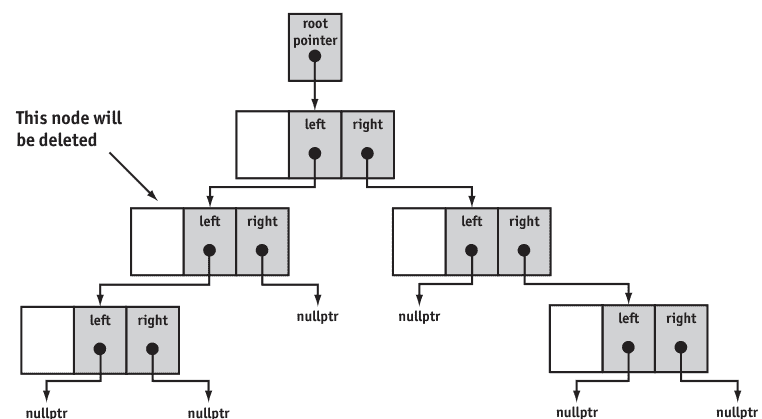 root
pointer
This node will
be deleted
left right
left right
left right
nullptr
nullptr
left right
left right
nullptr
nullptr
nullptr
nullptr